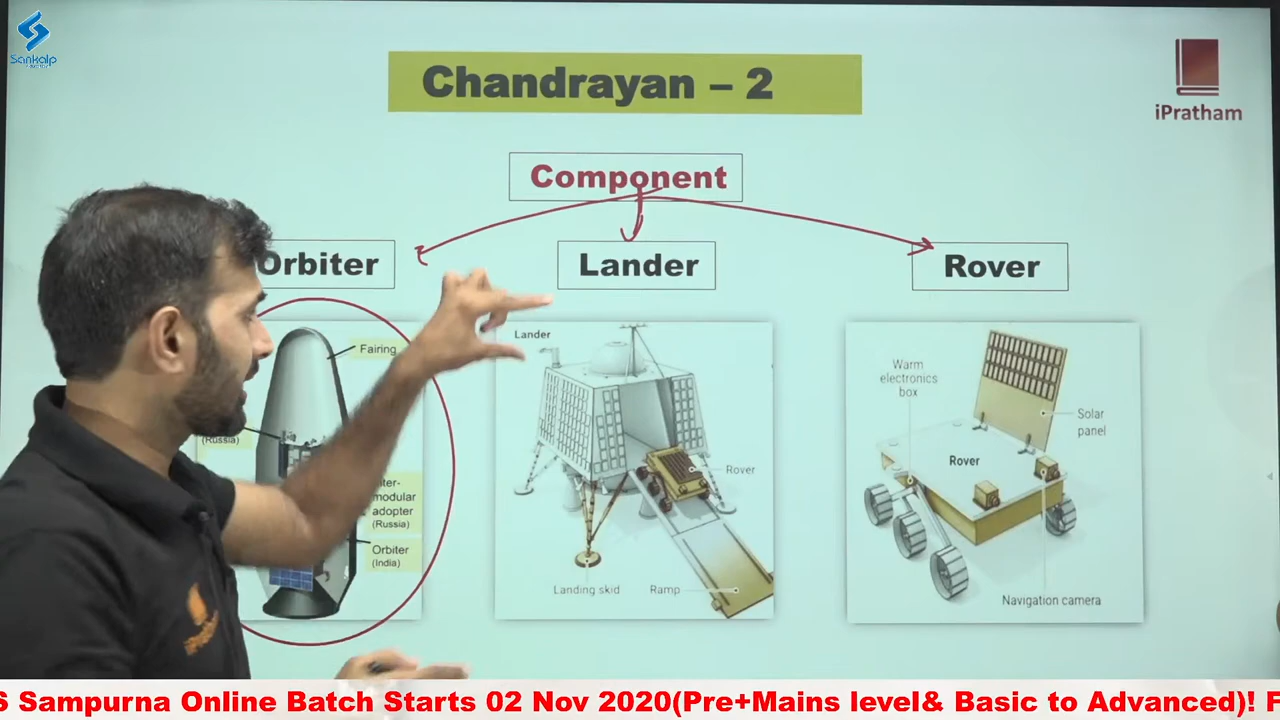 Sankalp
Chandrayan – 2
iPratham
Component
Orbiter
Lander
Rover
Fairing
(Russia)
modular
adopter
(Russia)
Orbiter
(India)
Lander
Rover
Landing skid
Ramp
Warm
electronics
box
Solar
panel
Rover
Navigation camera
S Sampurna Online Batch Starts 02 Nov 2020(Pre+Mains level& Basic to Advanced)! F